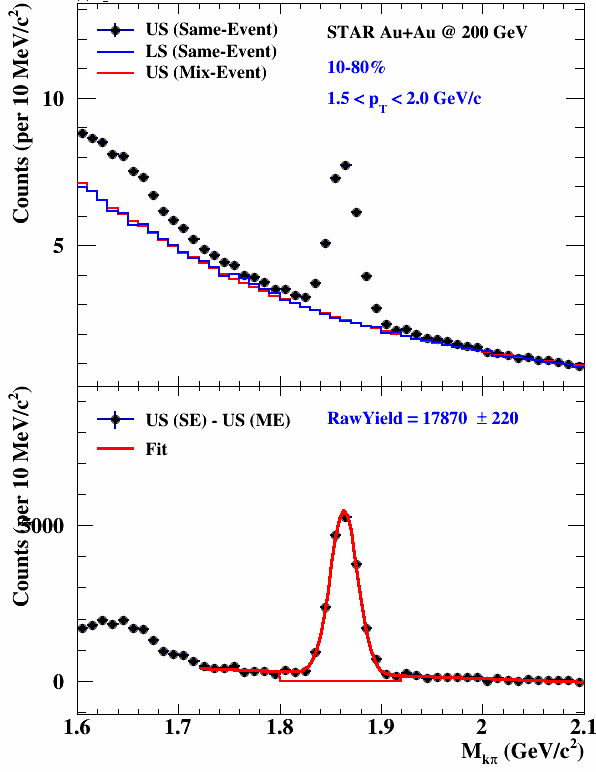 US (Same-Event)
LS (Same-Event)
US (Mix-Event)
STAR Au+Au @ 200 GeV
10-80%
1.5 < p_T < 2.0 GeV/c
Counts (per 10 MeV/c²)
10
5
US (SE) - US (ME)
Fit
RawYield = 17870 ± 220
Counts (per 10 MeV/c²)
5000
0
1.6 1.7 1.8 1.9 2 2.1
M_kπ (GeV/c²)